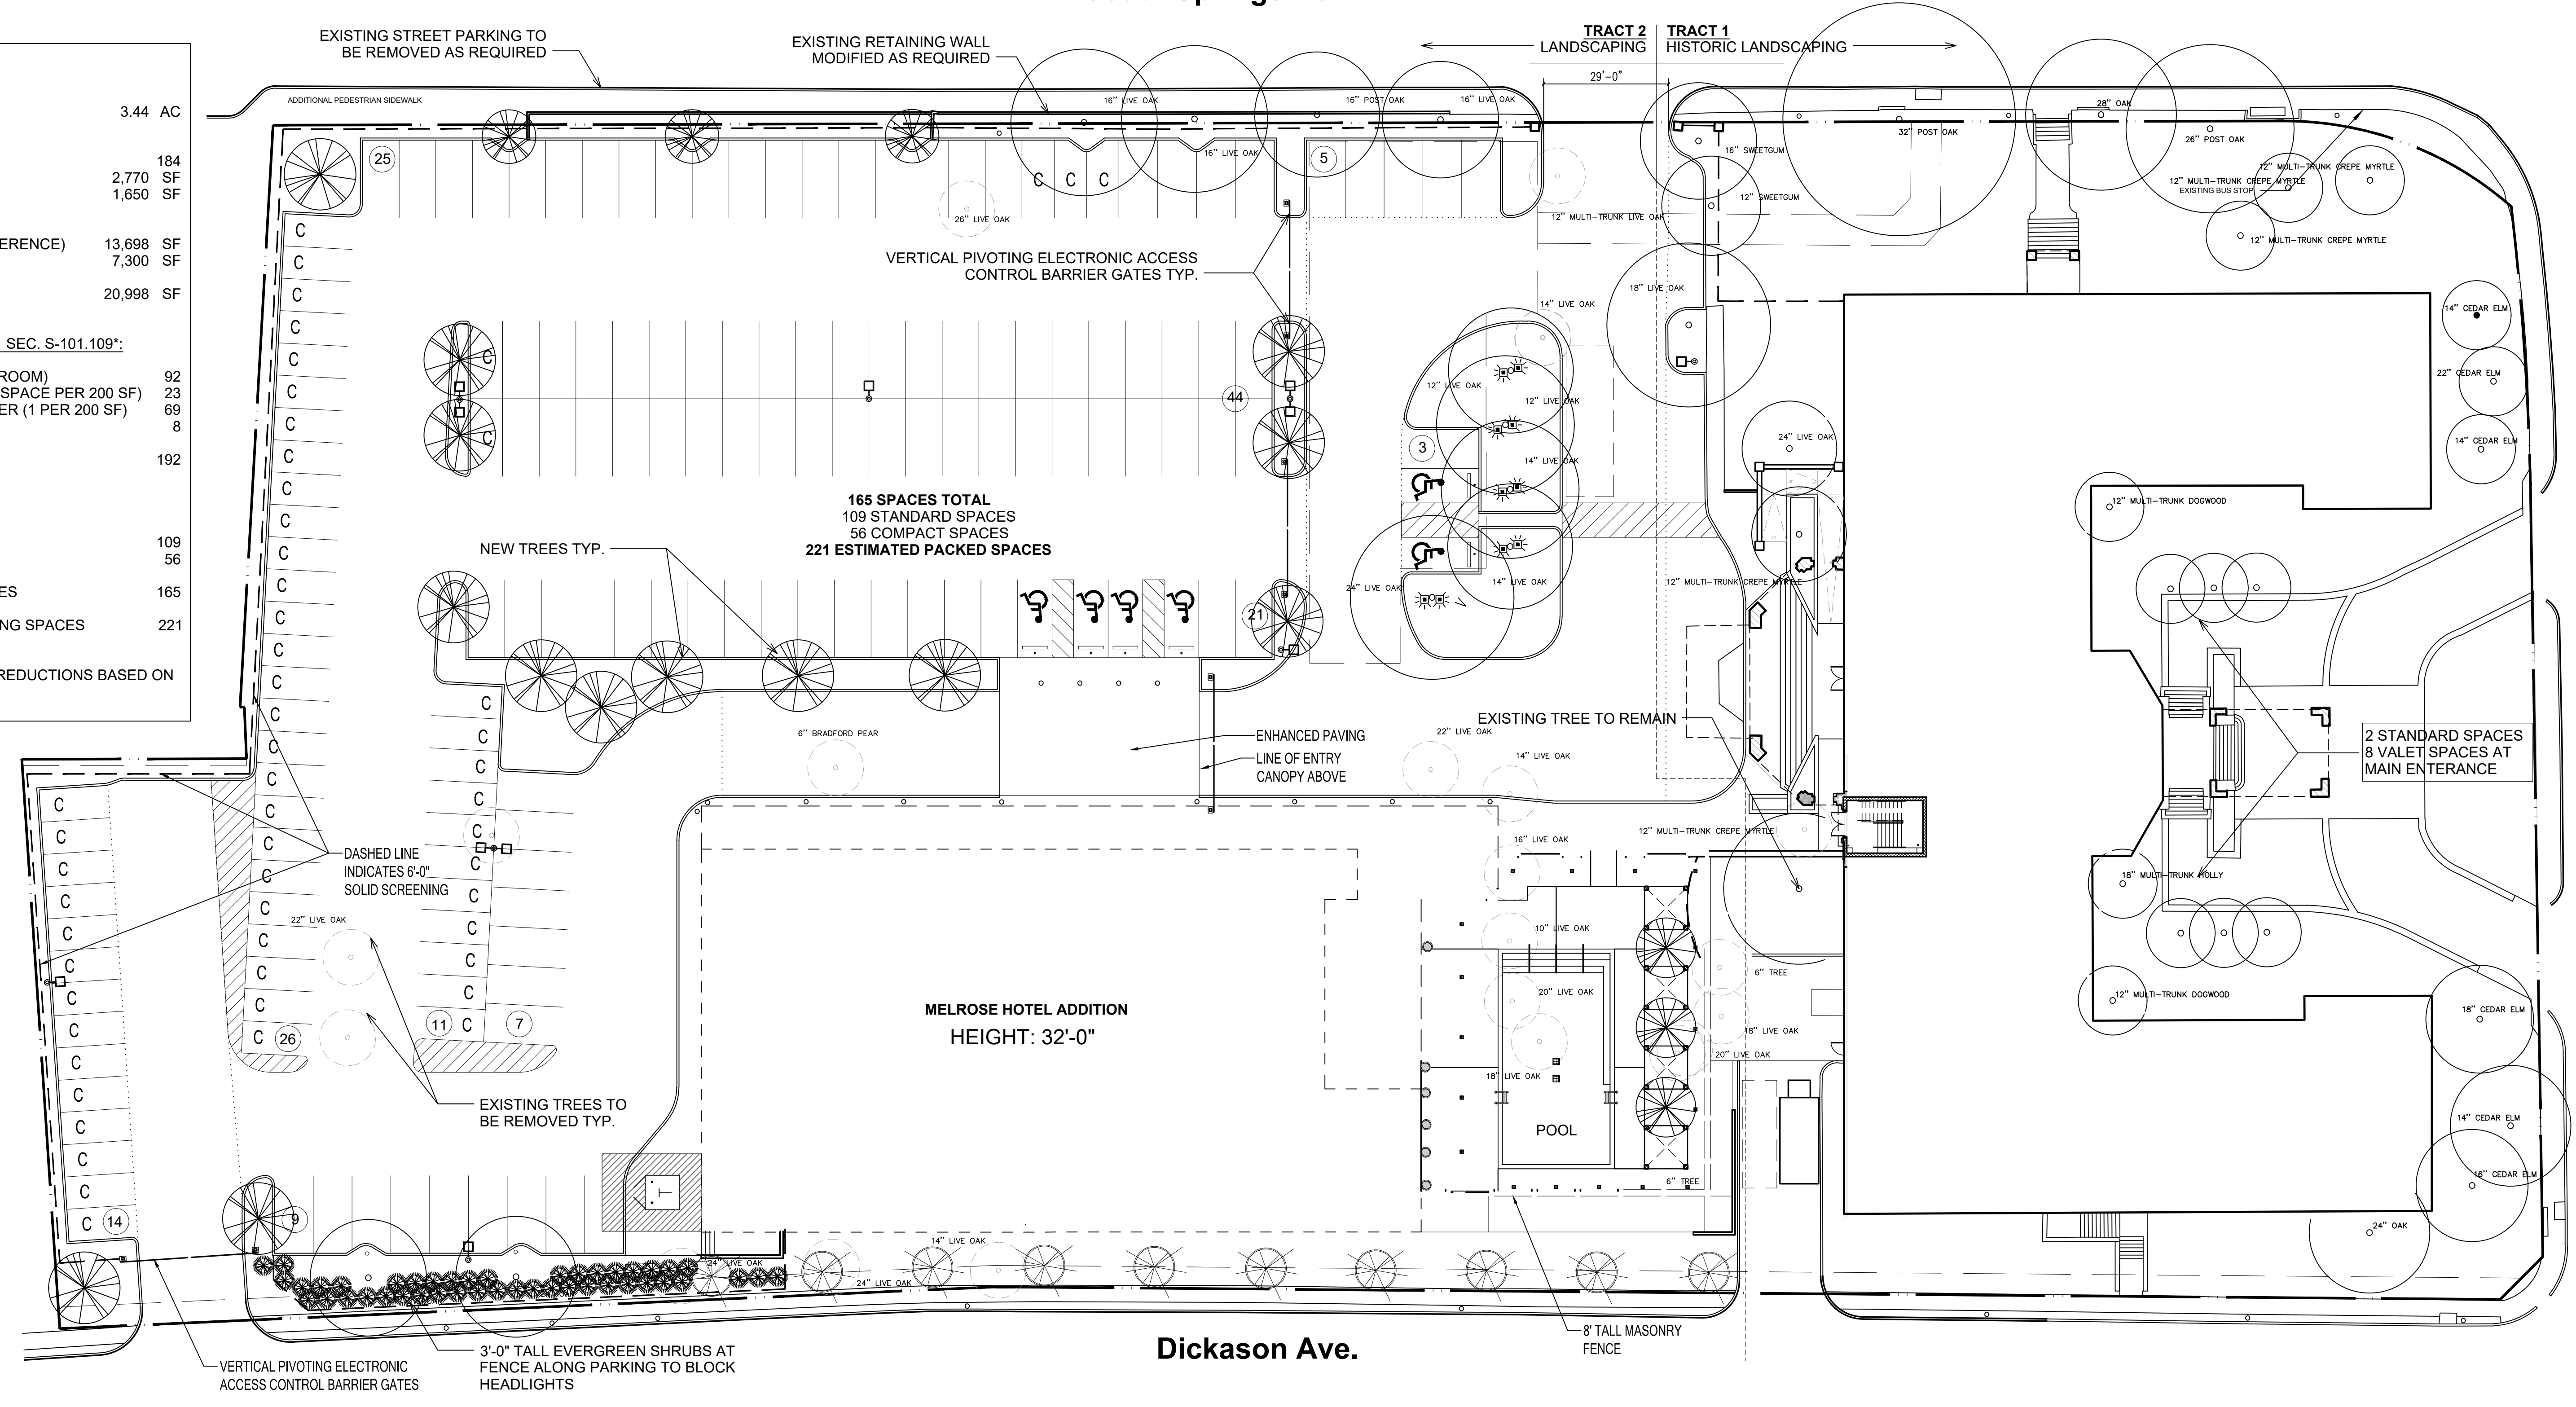 EXISTING STREET PARKING TO
BE REMOVED AS REQUIRED
EXISTING RETAINING WALL
MODIFIED AS REQUIRED
TRACT 2
LANDSCAPING
TRACT 1
HISTORIC LANDSCAPING
29'-0"
ADDITIONAL PEDESTRIAN SIDEWALK
3.44 AC
184
2,770 SF
1,650 SF
ERENCE) 13,698 SF
7,300 SF
20,998 SF
SEC. S-101.109*:
ROOM) 92
SPACE PER 200 SF) 23
ER (1 PER 200 SF) 69
8
192
109
56
ES 165
NG SPACES 221
REDUCTIONS BASED ON
16" LIVE OAK
16" POST OAK
16" LIVE OAK
28" OAK
32" POST OAK
26" POST OAK
25
5
16" LIVE OAK
16" SWEETGUM
12" MULTI-TRUNK CREPE MYRTLE
12" MULTI-TRUNK CREPE MYRTLE
EXISTING BUS STOP
C C C
26" LIVE OAK
12" SWEETGUM
12" MULTI-TRUNK LIVE OAK
12" MULTI-TRUNK CREPE MYRTLE
VERTICAL PIVOTING ELECTRONIC ACCESS
CONTROL BARRIER GATES TYP.
18" LIVE OAK
14" LIVE OAK
14" CEDAR ELM
22" CEDAR ELM
12" LIVE OAK
12" LIVE OAK
44
3
24" LIVE OAK
14" CEDAR ELM
14" LIVE OAK
165 SPACES TOTAL
109 STANDARD SPACES
56 COMPACT SPACES
221 ESTIMATED PACKED SPACES
12" MULTI-TRUNK DOGWOOD
NEW TREES TYP.
24" LIVE OAK
14" LIVE OAK
12" MULTI-TRUNK CREPE MYRTLE
21
EXISTING TREE TO REMAIN
6" BRADFORD PEAR
ENHANCED PAVING
LINE OF ENTRY
CANOPY ABOVE
22" LIVE OAK
14" LIVE OAK
2 STANDARD SPACES
8 VALET SPACES AT
MAIN ENTERANCE
DASHED LINE
INDICATES 6'-0"
SOLID SCREENING
16" LIVE OAK
12" MULTI-TRUNK CREPE MYRTLE
18" MULTI-TRUNK HOLLY
22" LIVE OAK
10" LIVE OAK
6" TREE
20" LIVE OAK
12" MULTI-TRUNK DOGWOOD
MELROSE HOTEL ADDITION
HEIGHT: 32'-0"
18" LIVE OAK
18" CEDAR ELM
26
11
7
20" LIVE OAK
18" LIVE OAK
EXISTING TREES TO
BE REMOVED TYP.
POOL
14" CEDAR ELM
16" CEDAR ELM
6" TREE
14
9
24" OAK
14" LIVE OAK
24" LIVE OAK
24" LIVE OAK
Dickason Ave.
8' TALL MASONRY
FENCE
3'-0" TALL EVERGREEN SHRUBS AT
FENCE ALONG PARKING TO BLOCK
HEADLIGHTS
VERTICAL PIVOTING ELECTRONIC
ACCESS CONTROL BARRIER GATES